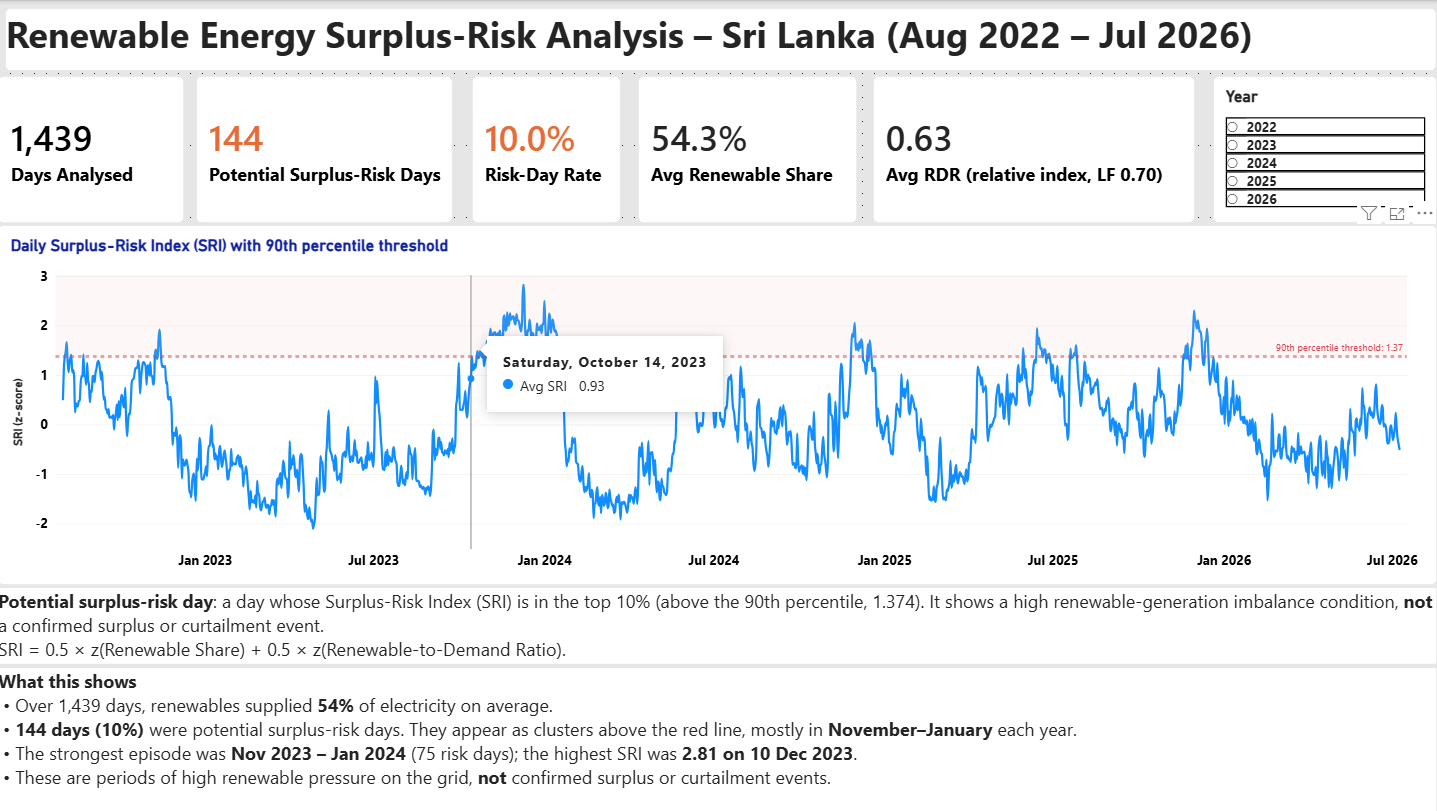 Renewable Energy Surplus-Risk Analysis – Sri Lanka (Aug 2022 – Jul 2026)
1,439
Days Analysed
144
Potential Surplus-Risk Days
10.0%
Risk-Day Rate
54.3%
Avg Renewable Share
0.63
Avg RDR (relative index, LF 0.70)
Year
2022
2023
2024
2025
2026
Daily Surplus-Risk Index (SRI) with 90th percentile threshold
SRI (z-score)
3
2
1
0
-1
-2
90th percentile threshold: 1.37
Saturday, October 14, 2023
Avg SRI 0.93
Jan 2023
Jul 2023
Jan 2024
Jul 2024
Jan 2025
Jul 2025
Jan 2026
Jul 2026
Potential surplus-risk day: a day whose Surplus-Risk Index (SRI) is in the top 10% (above the 90th percentile, 1.374). It shows a high renewable-generation imbalance condition, not
a confirmed surplus or curtailment event.
SRI = 0.5 × z(Renewable Share) + 0.5 × z(Renewable-to-Demand Ratio).
What this shows
• Over 1,439 days, renewables supplied 54% of electricity on average.
• 144 days (10%) were potential surplus-risk days. They appear as clusters above the red line, mostly in November–January each year.
• The strongest episode was Nov 2023 – Jan 2024 (75 risk days); the highest SRI was 2.81 on 10 Dec 2023.
• These are periods of high renewable pressure on the grid, not confirmed surplus or curtailment events.